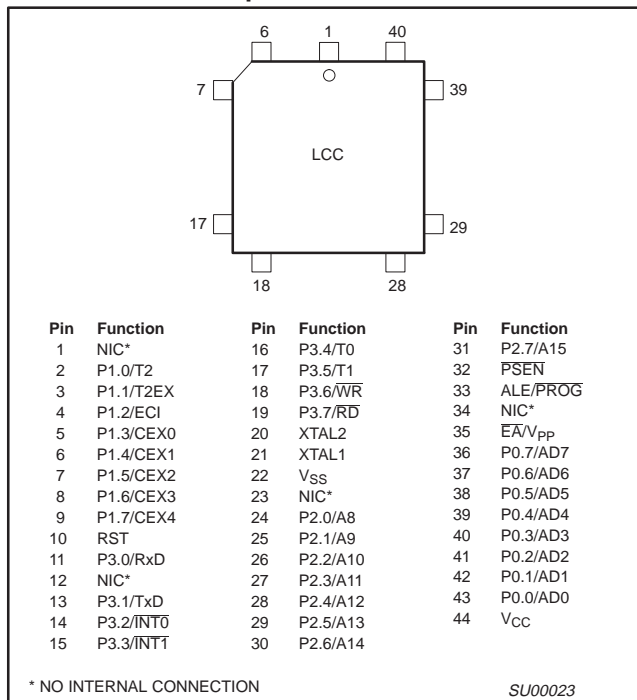 6 1 40
7 39
LCC
17 29
18 28
Pin Function Pin Function Pin Function
1 NIC* 16 P3.4/T0 31 P2.7/A15
2 P1.0/T2 17 P3.5/T1 32 PSEN
3 P1.1/T2EX 18 P3.6/WR 33 ALE/PROG
4 P1.2/ECI 19 P3.7/RD 34 NIC*
5 P1.3/CEX0 20 XTAL2 35 EA/VPP
6 P1.4/CEX1 21 XTAL1 36 P0.7/AD7
7 P1.5/CEX2 22 VSS 37 P0.6/AD6
8 P1.6/CEX3 23 NIC* 38 P0.5/AD5
9 P1.7/CEX4 24 P2.0/A8 39 P0.4/AD4
10 RST 25 P2.1/A9 40 P0.3/AD3
11 P3.0/RxD 26 P2.2/A10 41 P0.2/AD2
12 NIC* 27 P2.3/A11 42 P0.1/AD1
13 P3.1/TxD 28 P2.4/A12 43 P0.0/AD0
14 P3.2/INT0 29 P2.5/A13 44 VCC
15 P3.3/INT1 30 P2.6/A14
* NO INTERNAL CONNECTION SU00023